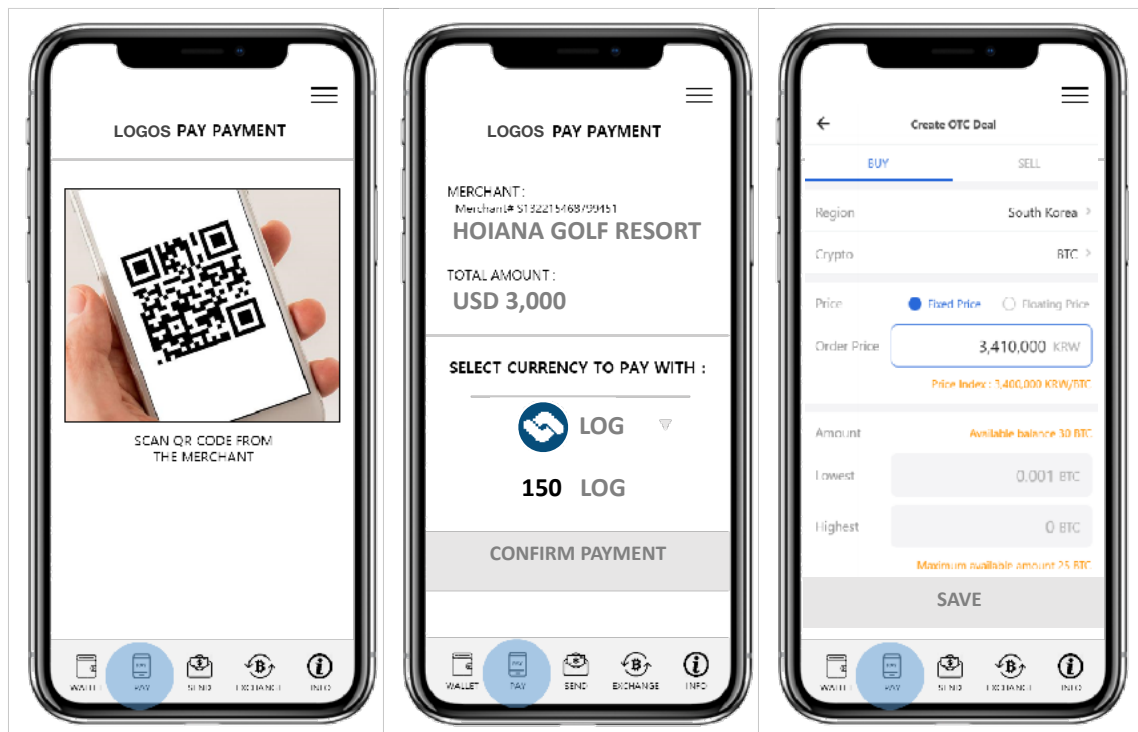 LOGOS PAY PAYMENT
SCAN QR CODE FROM
THE MERCHANT
WALLET PAY SEND EXCHANGE INFO
LOGOS PAY PAYMENT
MERCHANT :
Merchant# S132215468799451
HOIANA GOLF RESORT
TOTAL AMOUNT :
USD 3,000
SELECT CURRENCY TO PAY WITH :
LOG
150 LOG
CONFIRM PAYMENT
WALLET PAY SEND EXCHANGE INFO
Create OTC Deal
BUY SELL
Region South Korea >
Crypto BTC >
Price Fixed Price Floating Price
Order Price 3,410,000 KRW
Price Index : 3,400,000 KRW/BTC
Amount Available balance 30 BTC
Lowest 0.001 BTC
Highest 0 BTC
Maximum available amount 25 BTC
SAVE
WALLET PAY SEND EXCHANGE INFO